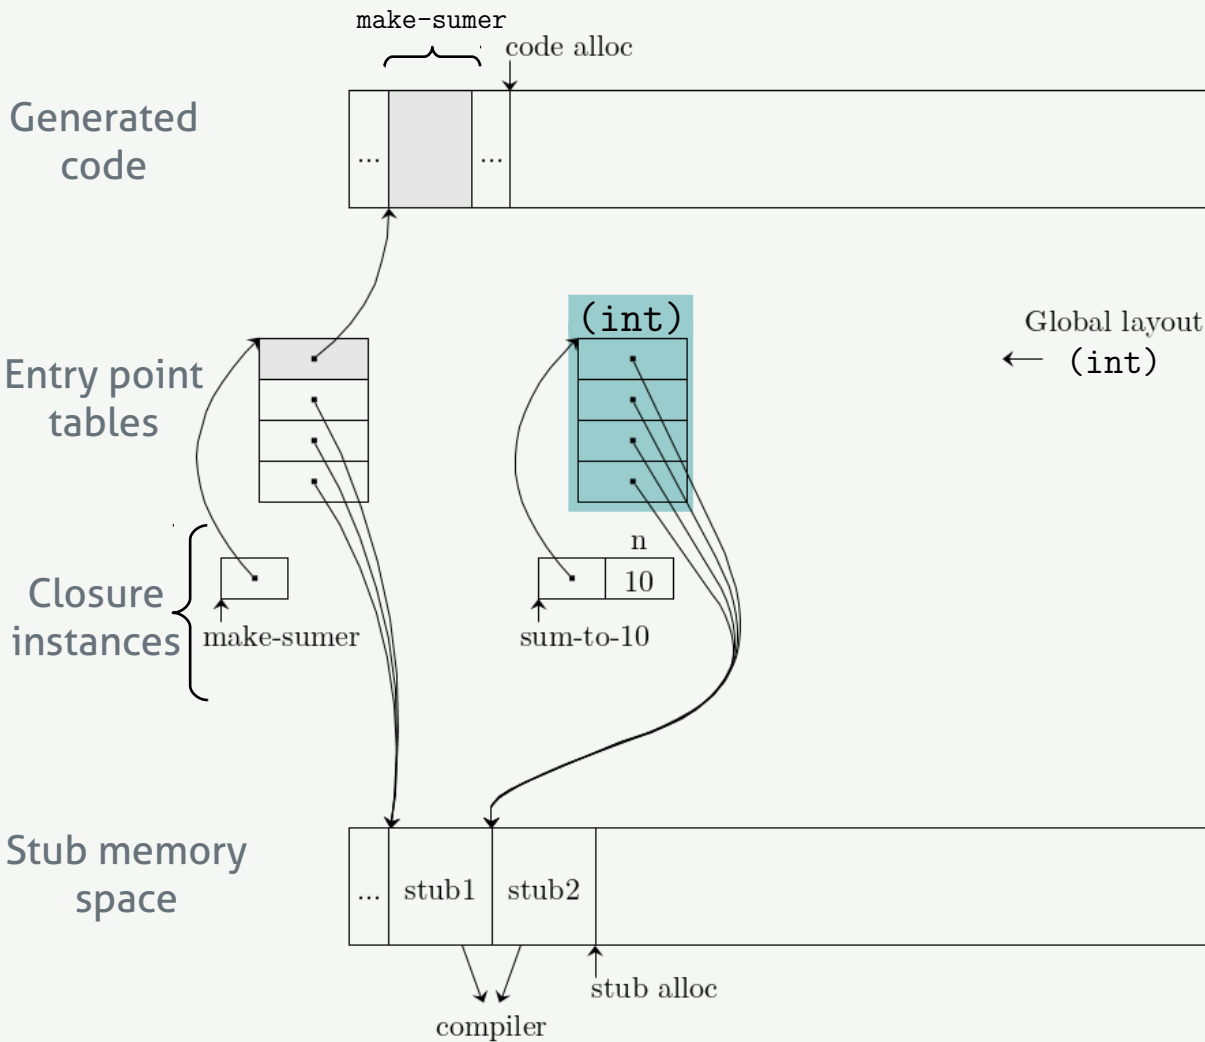 make-sumer
code alloc
Generated
code
...
...
(int)
Global layout
(int)
Entry point
tables
n
10
Closure
instances
make-sumer
sum-to-10
Stub memory
space
...
stub1
stub2
stub alloc
compiler